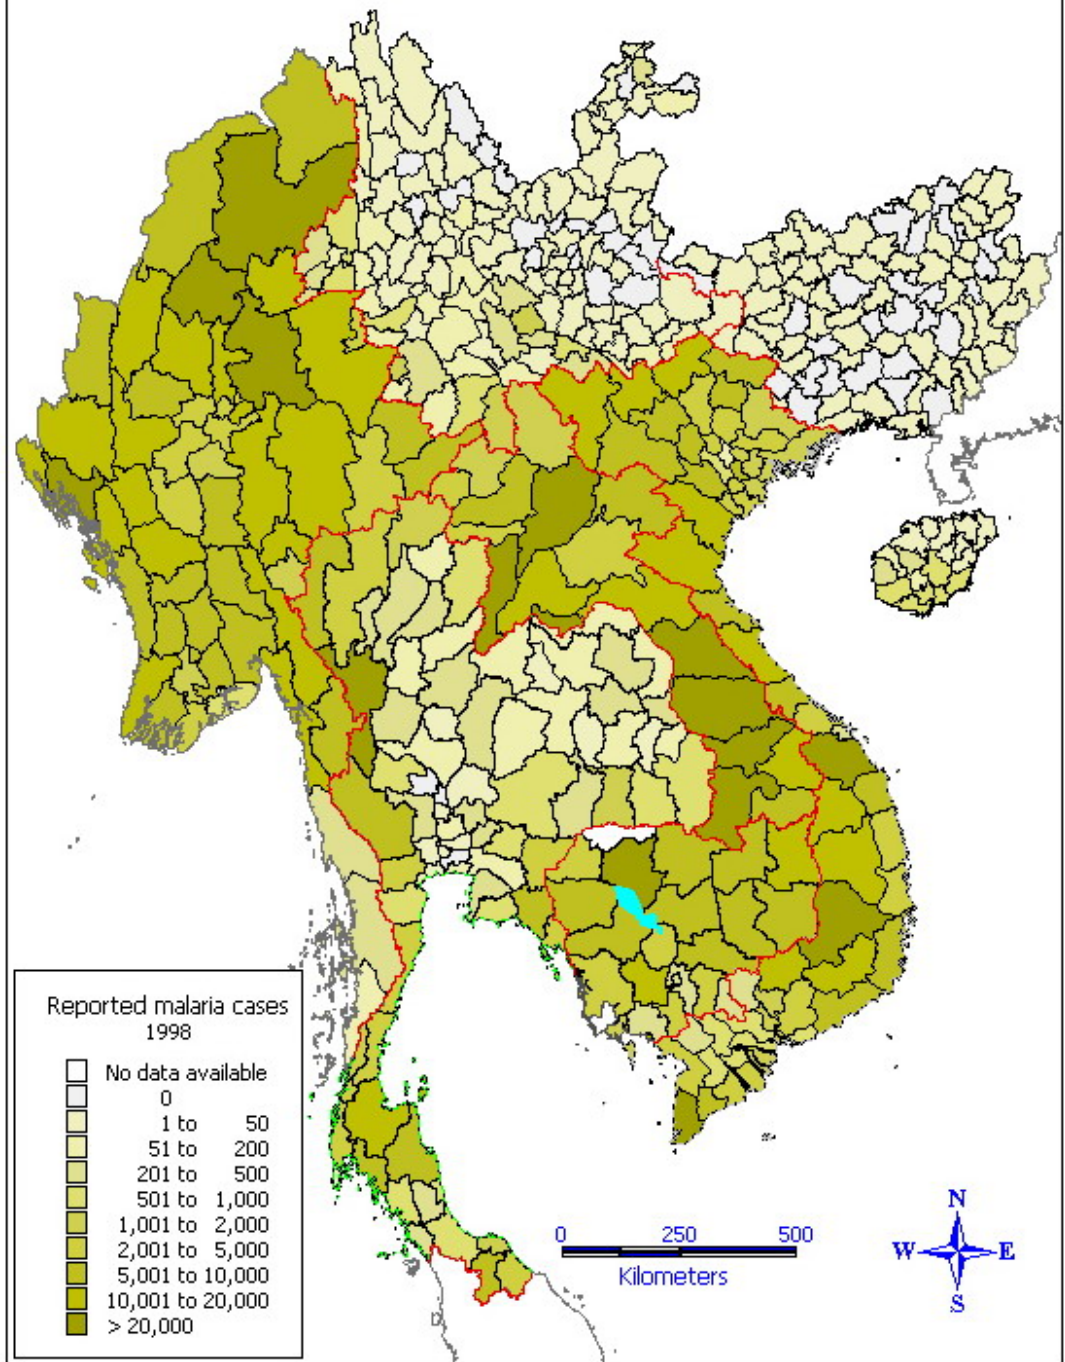 Reported malaria cases
1998
No data available
0
1 to 50
51 to 200
201 to 500
501 to 1,000
1,001 to 2,000
2,001 to 5,000
5,001 to 10,000
10,001 to 20,000
> 20,000
0 250 500
Kilometers
N
W E
S